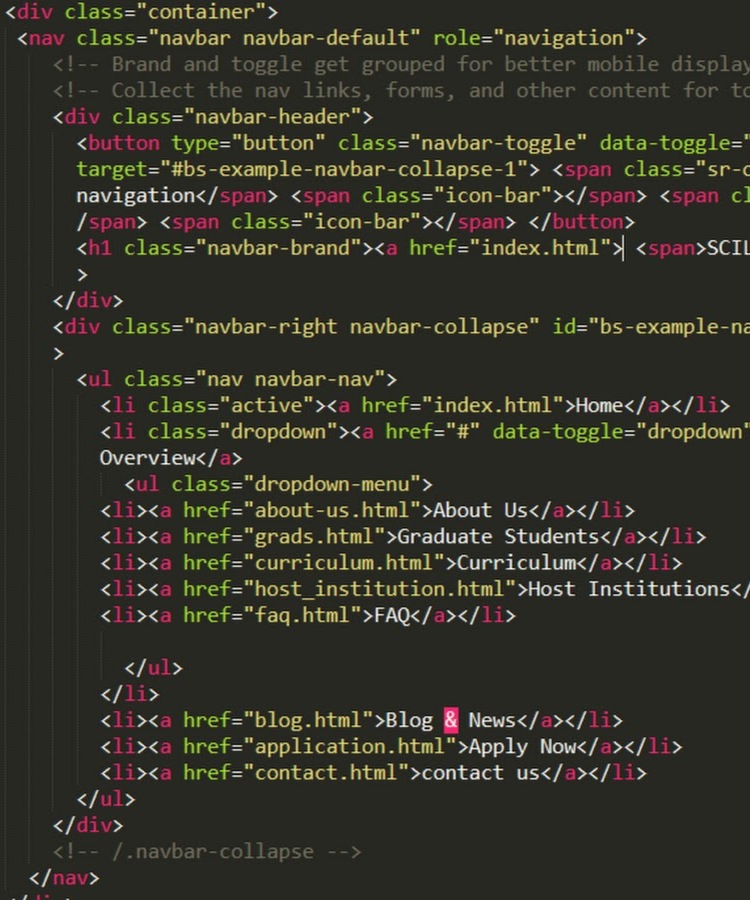 <div class="container">
<nav class="navbar navbar-default" role="navigation">
<!-- Brand and toggle get grouped for better mobile display
<!-- Collect the nav links, forms, and other content for
<div class="navbar-header">
<button type="button" class="navbar-toggle" data-toggle="
target="#bs-example-navbar-collapse-1"> <span class="sr-
navigation</span> <span class="icon-bar"></span> <span
/span> <span class="icon-bar"></span> </button>
<h1 class="navbar-brand"><a href="index.html"> <span>SCIL
>
</div>
<div class="navbar-right navbar-collapse" id="bs-example-na
>
<ul class="nav navbar-nav">
<li class="active"><a href="index.html">Home</a></li>
<li class="dropdown"><a href="#" data-toggle="dropdown"
Overview</a>
<ul class="dropdown-menu">
<li><a href="about-us.html">About Us</a></li>
<li><a href="grads.html">Graduate Students</a></li>
<li><a href="curriculum.html">Curriculum</a></li>
<li><a href="host_institution.html">Host Institutions</
<li><a href="faq.html">FAQ</a></li>
</ul>
</li>
<li><a href="blog.html">Blog & News</a></li>
<li><a href="application.html">Apply Now</a></li>
<li><a href="contact.html">contact us</a></li>
</ul>
</div>
<!-- /.navbar-collapse -->
</nav>